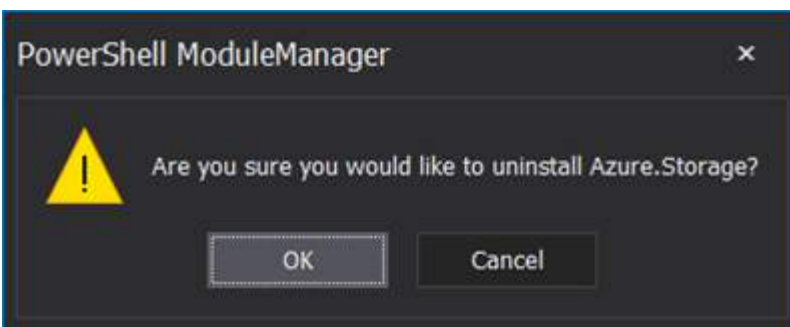 PowerShell ModuleManager
Are you sure you would like to uninstall Azure.Storage?
OK
Cancel